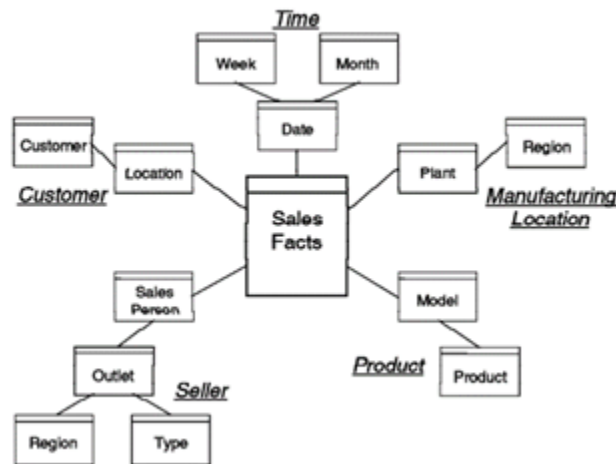 Time
Week
Month
Date
Customer
Location
Customer
Plant
Region
Manufacturing
Location
Sales
Facts
Sales
Person
Model
Outlet
Seller
Product
Product
Region
Type